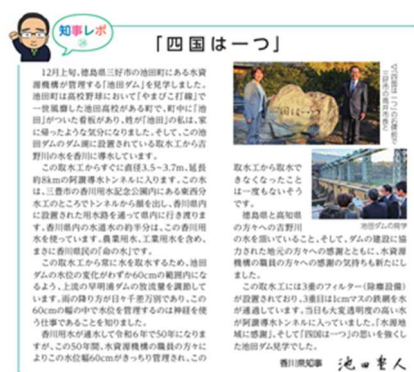 知事レポ
「四国は一つ」
12月上旬、徳島県三好市の池田町にある水資
源機構が管理する「池田ダム」を見学しました。
池田町は高校野球において「やまびこ打線」で
一世風靡した池田高校がある町で、町中に「池
田」がついた看板があり、姓が「池田」の私は、家
に帰ったような気分になりました。そして、この池
田ダムのダム湖に設置されている取水工から吉
野川の水を香川に導水しています。
この取水工からすぐに直径3.5~3.7m、延長
約8kmの阿讃導水トンネルに入ります。この水
は、三豊市の香川用水記念公園内にある東西分
水工のところでトンネルから顔を出し、香川県内
に設置された用水路を通って県内に行き渡りま
す。香川県内の水道水の約半分は、この香川用
水を使っています。農業用水、工業用水を含め、
まさに香川県民の「命の水」です。
この取水工から常に水を取水するため、池田
ダムの水位の変化がわずか60cmの範囲内にな
るよう、上流の早明浦ダムの放流量を調節して
います。雨の降り方が日々千差万別であり、この
60cmの幅の中で水位を管理するのは神経を使
う仕事であることを知りました。
香川用水が通水して令和6年で50年になりま
すが、この50年間、水資源機構の職員の方々に
よりこの水位幅60cmがきっちり管理され、この
「四国は一つ」の石碑前で
三好市の高井市長と
取水工から取水で
きなくなったこと
は一度もないそう
です。
徳島県と高知県
の方々への吉野川
池田ダムの見学
の水を頂いていること、そして、ダムの建設に協
力された地元の方々への感謝とともに、水資源
機構の職員の方々への感謝の気持ちも新たにし
ました。
この取水工には3重のフィルター（除塵設備）
が設置されており、3重目は1cmマスの鉄網を水
が通過しています。当日も大変透明度の高い水
が阿讃導水トンネルに入っていました。「水源地
域に感謝」、そして「四国は一つ」の思いを強くし
た池田ダム見学でした。
香川県知事 池田豊人